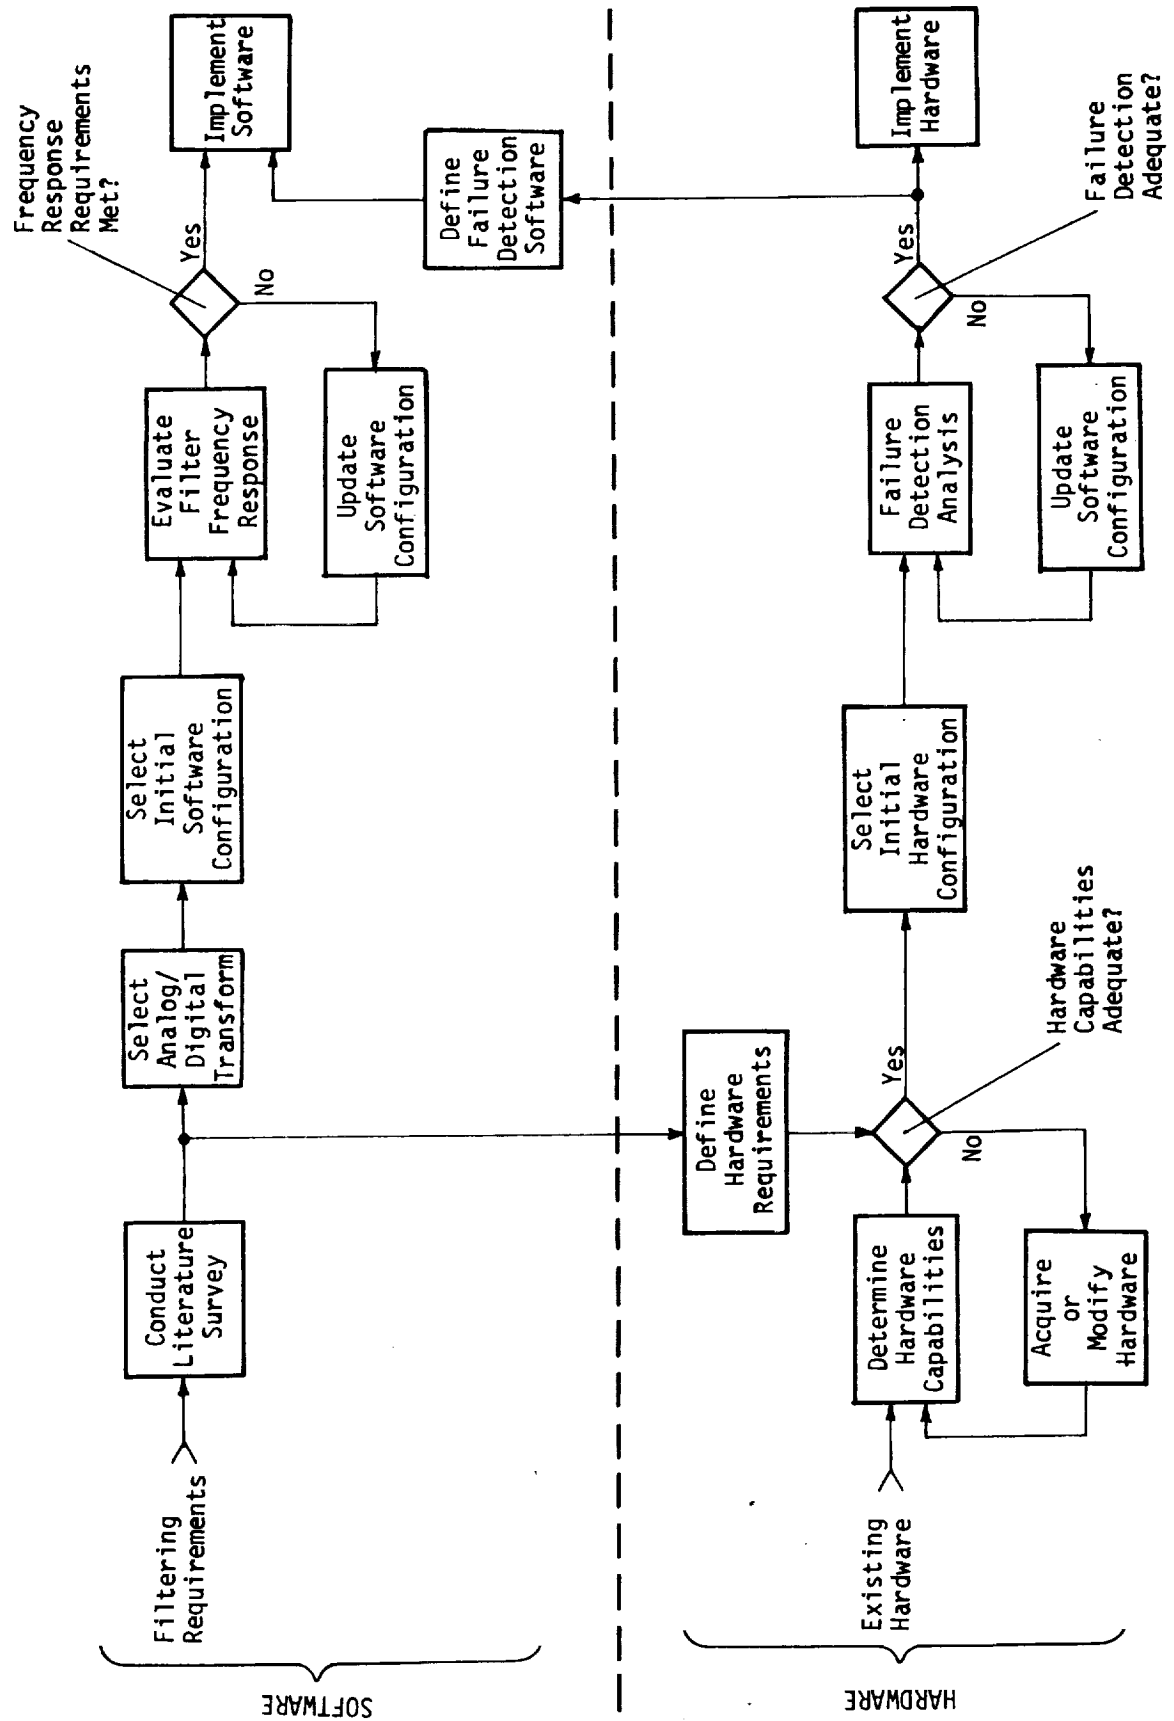 SOFTWARE
Filtering
Requirements
Conduct
Literature
Survey
Select
Analog/
Digital
Transform
Select
Initial
Software
Configuration
Evaluate
Filter
Frequency
Response
Update
Software
Configuration
Yes
No
Frequency
Response
Requirements
Met?
Implement
Software
Define
Failure
Detection
Software
HARDWARE
Existing
Hardware
Define
Hardware
Requirements
Determine
Hardware
Capabilities
Acquire
or
Modify
Hardware
Yes
No
Hardware
Capabilities
Adequate?
Select
Initial
Hardware
Configuration
Failure
Detection
Analysis
Update
Software
Configuration
Yes
No
Failure
Detection
Adequate?
Implement
Hardware